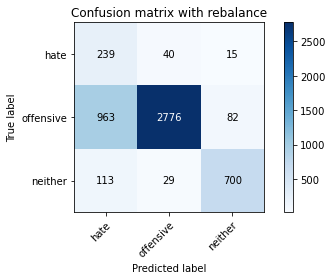 Confusion matrix with rebalance
True label
hate
239
40
15
offensive
963
2776
82
neither
113
29
700
hate
offensive
neither
Predicted label
2500
2000
1500
1000
500